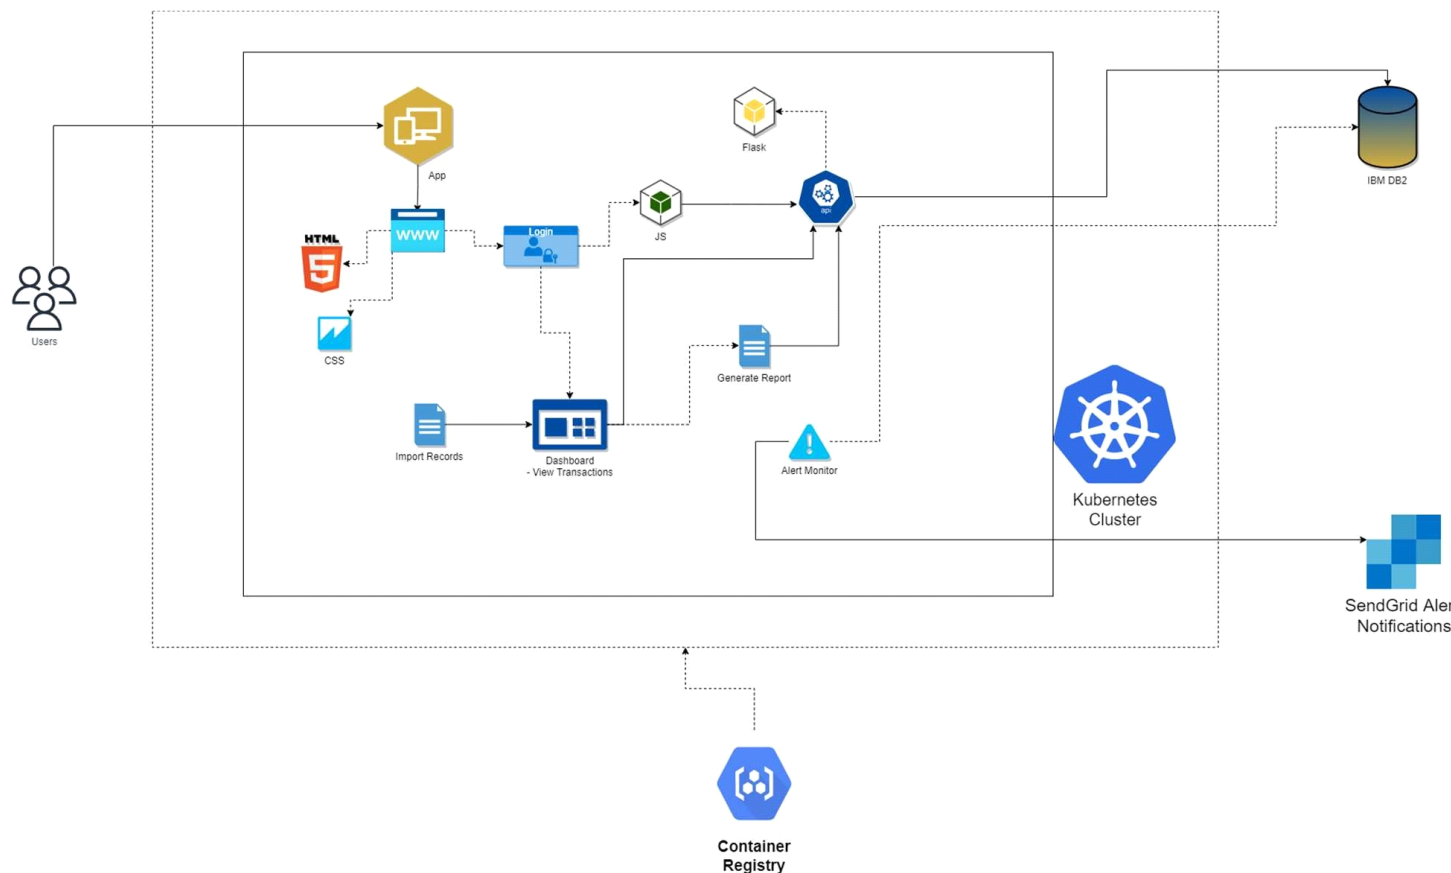 App
Flask
IBM DB2
api
JS
Login
WWW
HTML
5
CSS
Users
Generate Report
Import Records
Dashboard
- View Transactions
Alert Monitor
Kubernetes
Cluster
SendGrid Aler
Notifications
Container
Registry